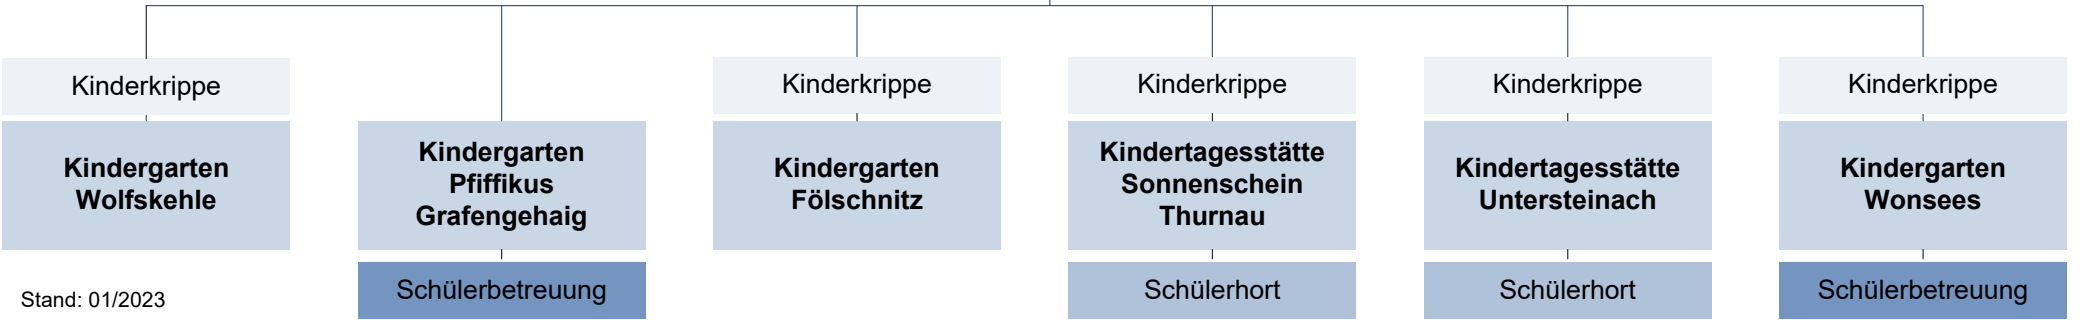 Kinderkrippe
Kindergarten
Wolfskehle
Kindergarten
Pfiffikus
Grafengehaig
Schülerbetreuung
Kinderkrippe
Kindergarten
Fölschnitz
Kinderkrippe
Kindertagesstätte
Sonnenschein
Thurnau
Schülerhort
Kinderkrippe
Kindertagesstätte
Untersteinach
Schülerhort
Kinderkrippe
Kindergarten
Wonsees
Schülerbetreuung
Stand: 01/2023